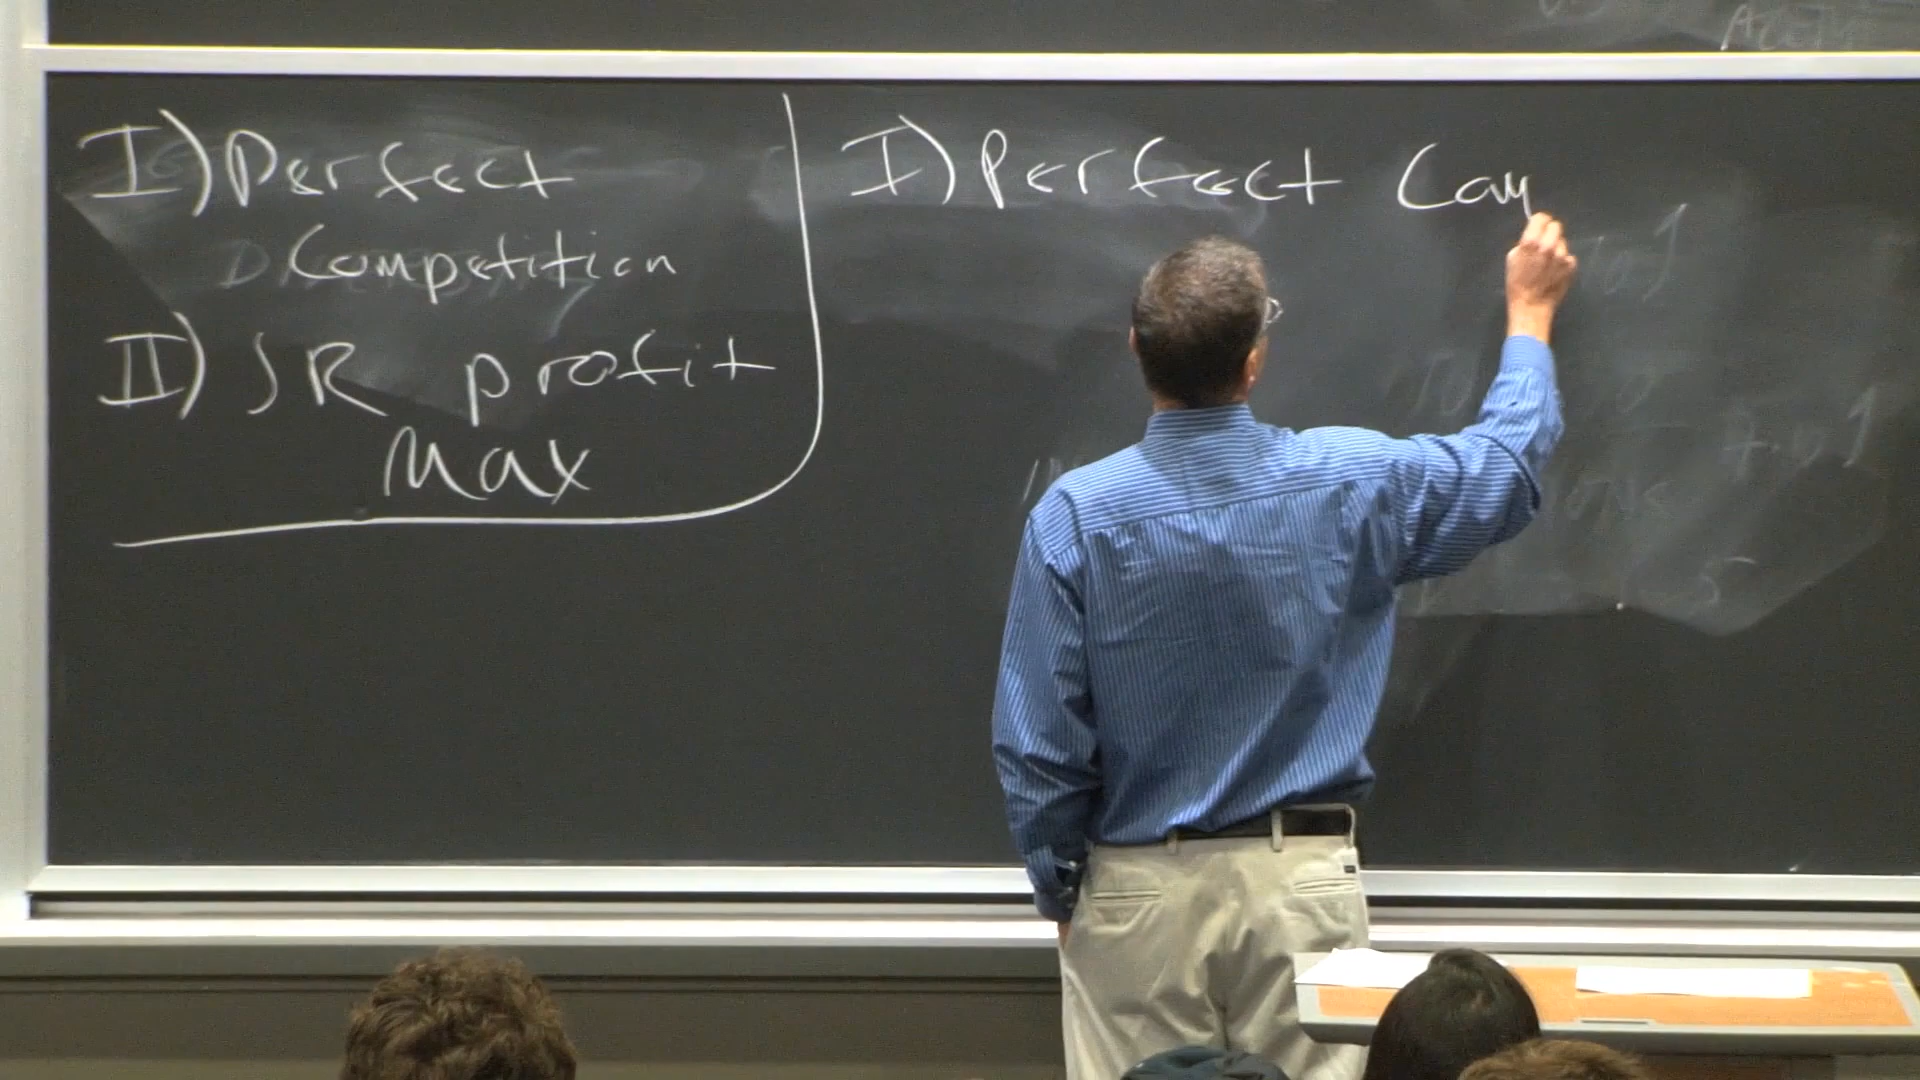 I) Perfect
Competition
II) SR profit
Max
I) Perfect Com